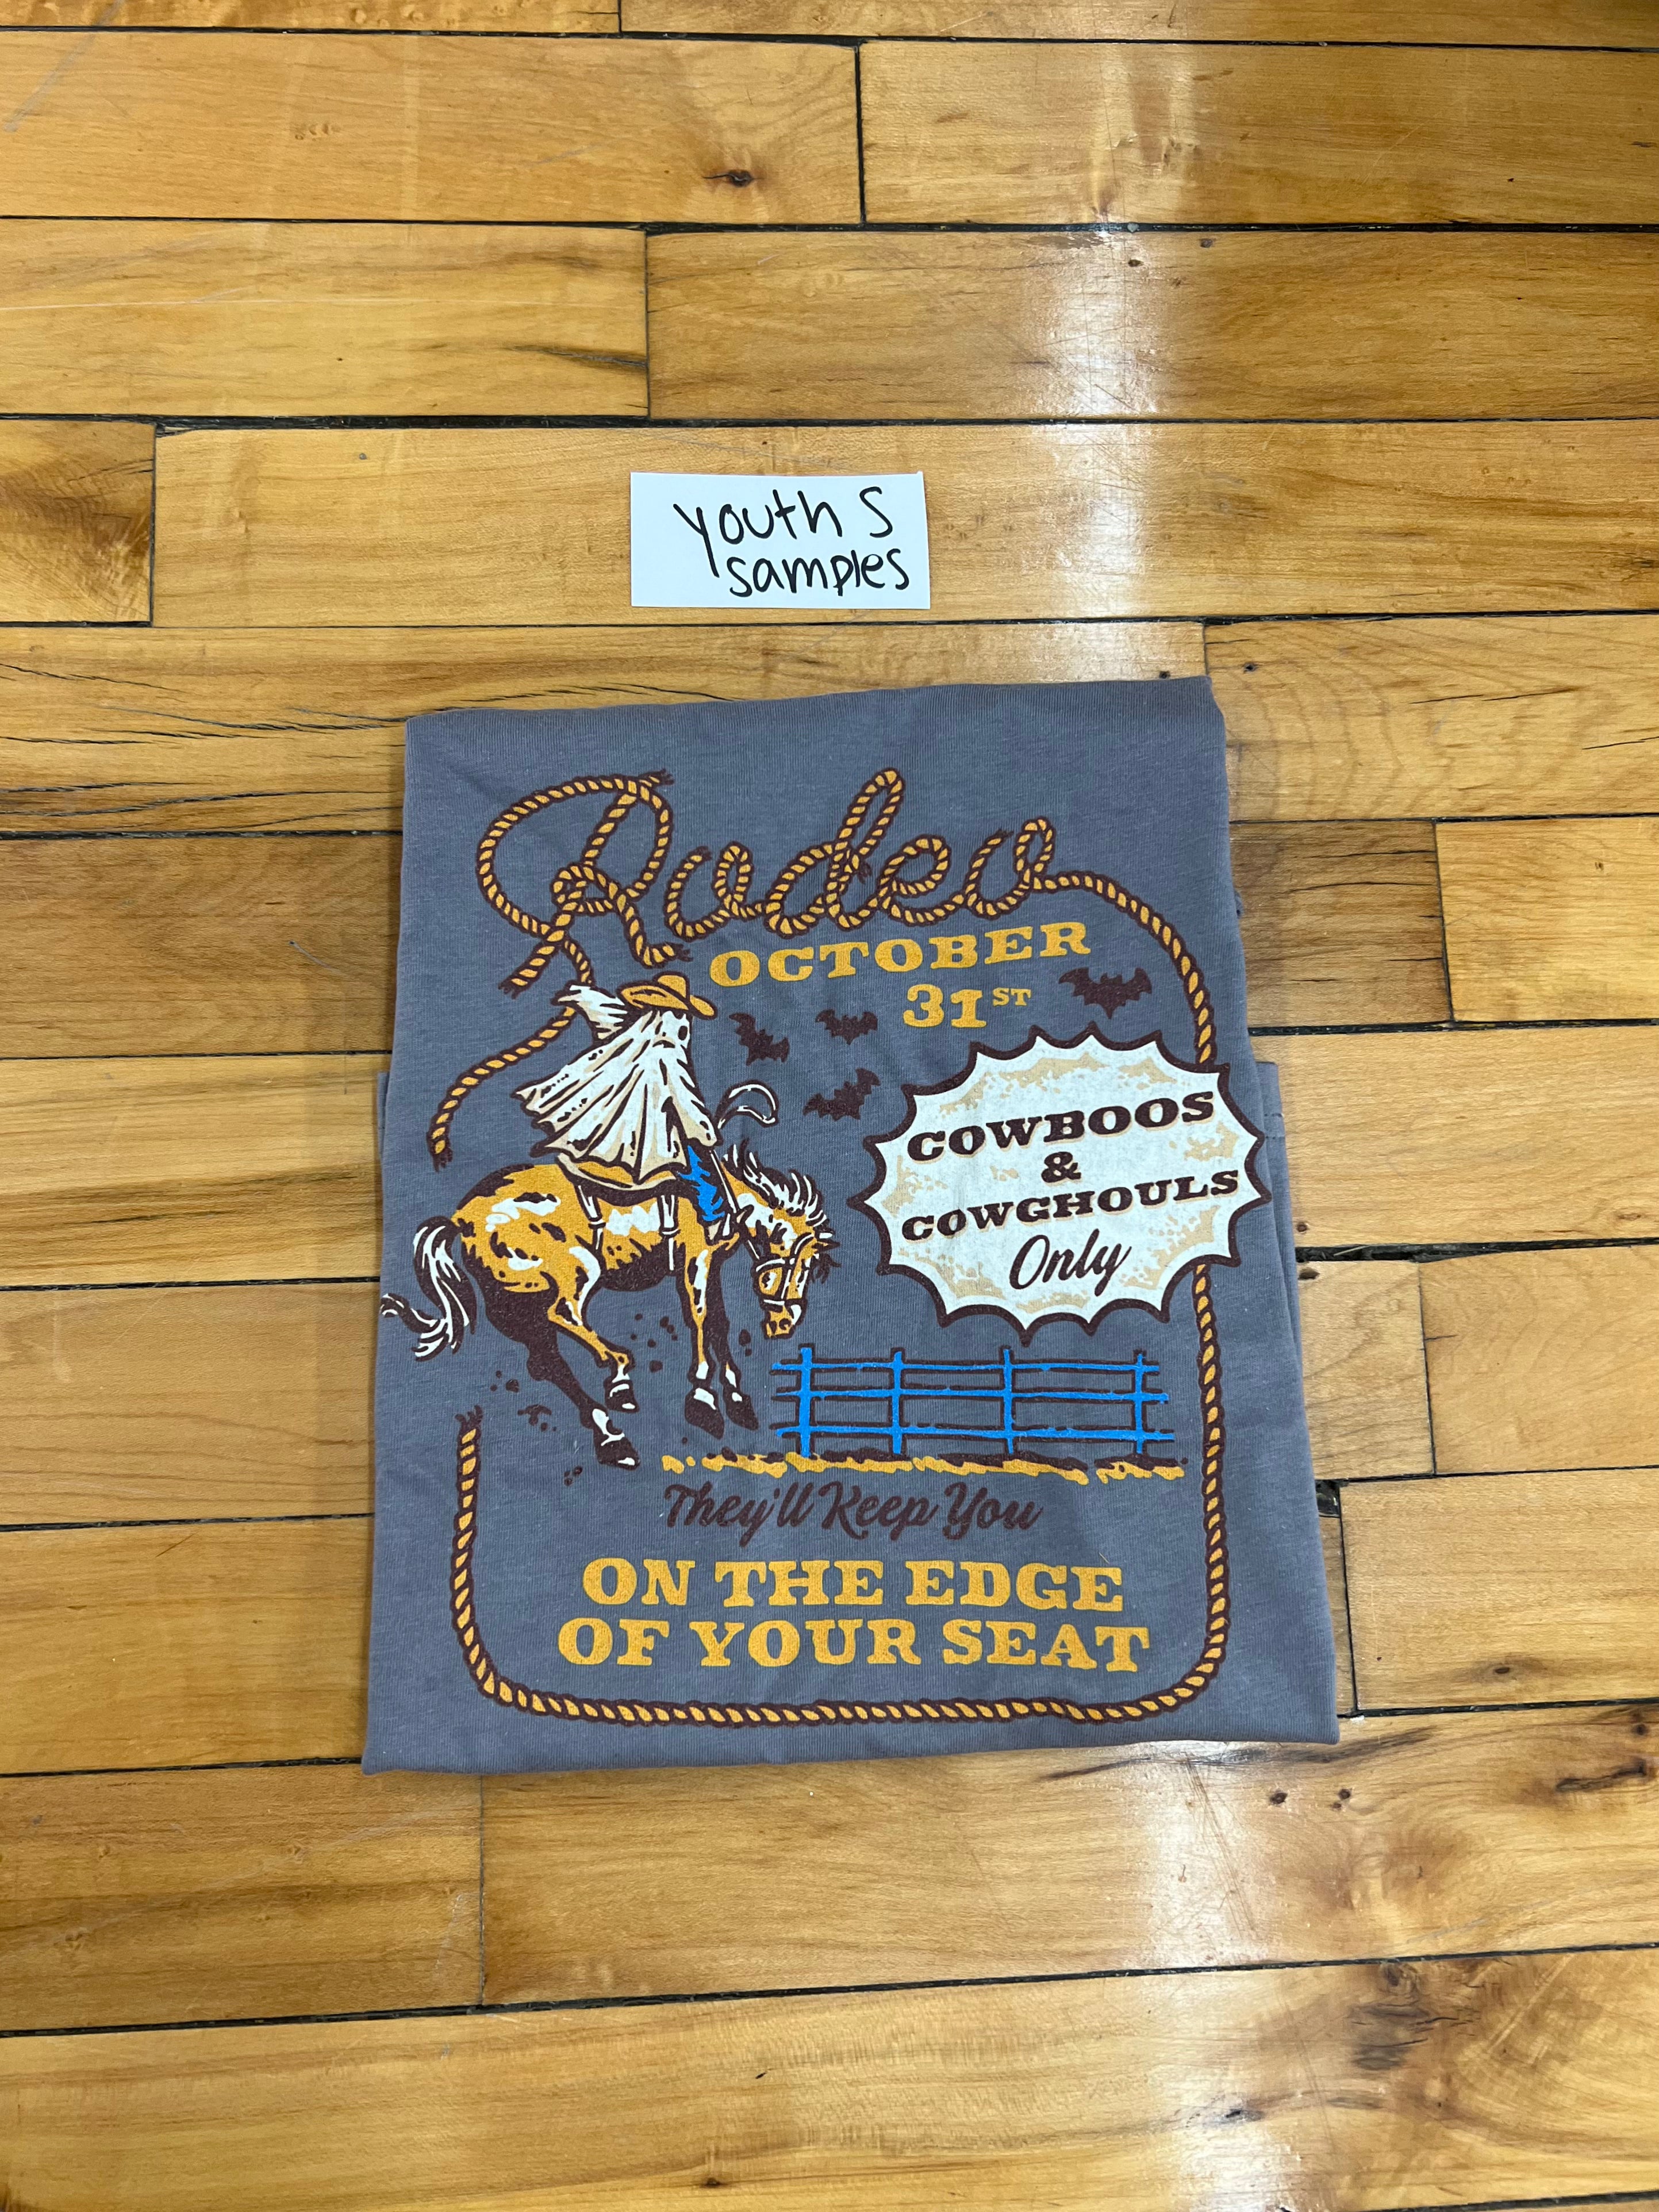 youth S
samples
Rodeo
OCTOBER
31ST
COWBOOS
&
COWGHOULS
Only
They'll Keep You
ON THE EDGE
OF YOUR SEAT